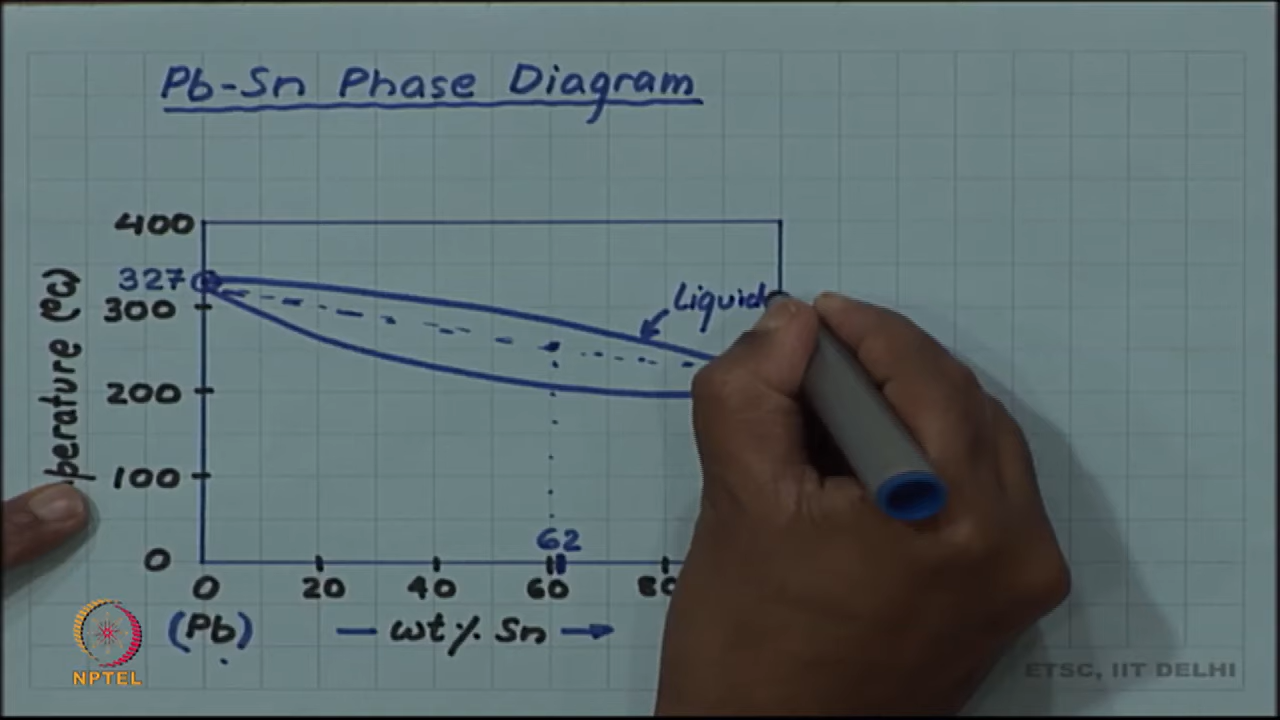 Pb-Sn Phase Diagram
400
327
300
200
100
0
62
0 20 40 60
(Pb) wt % Sn
NPTEL
ETSC, IIT DELHI